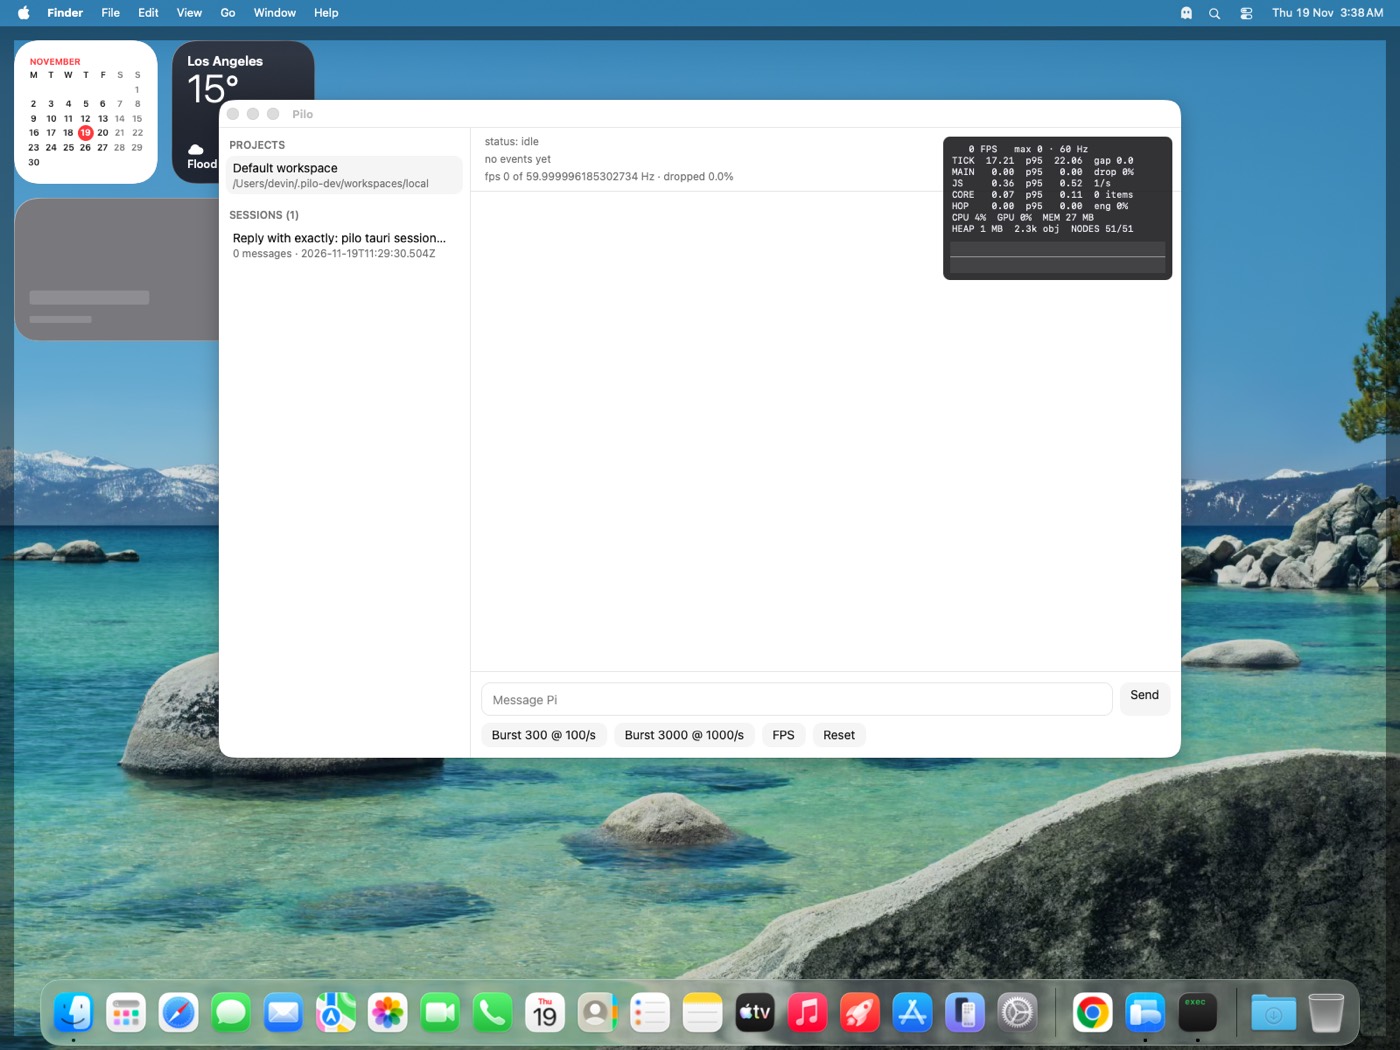 Finder File Edit View Go Window Help Thu 19 Nov 3:38 AM
NOVEMBER
M T W T F S S
1
2 3 4 5 6 7 8
9 10 11 12 13 14 15
16 17 18 19 20 21 22
23 24 25 26 27 28 29
30
Los Angeles
15°
Flood
Pilo
PROJECTS
Default workspace
/Users/devin/.pilo-dev/workspaces/local
SESSIONS (1)
Reply with exactly: pilo tauri session...
0 messages · 2026-11-19T11:29:30.504Z
status: idle
no events yet
fps 0 of 59.999996185302734 Hz · dropped 0.0%
0 FPS max 0 · 60 Hz
TICK 17.21 p95 22.06 gap 0.0
MAIN 0.00 p95 0.00 drop 0%
JS 0.36 p95 0.52 1/s
CORE 0.07 p95 0.11 0 items
HOP 0.00 p95 0.00 eng 0%
CPU 4% GPU 0% MEM 27 MB
HEAP 1 MB 2.3k obj NODES 51/51
Message Pi
Send
Burst 300 @ 100/s Burst 3000 @ 1000/s FPS Reset
Thu
19
tv
exec